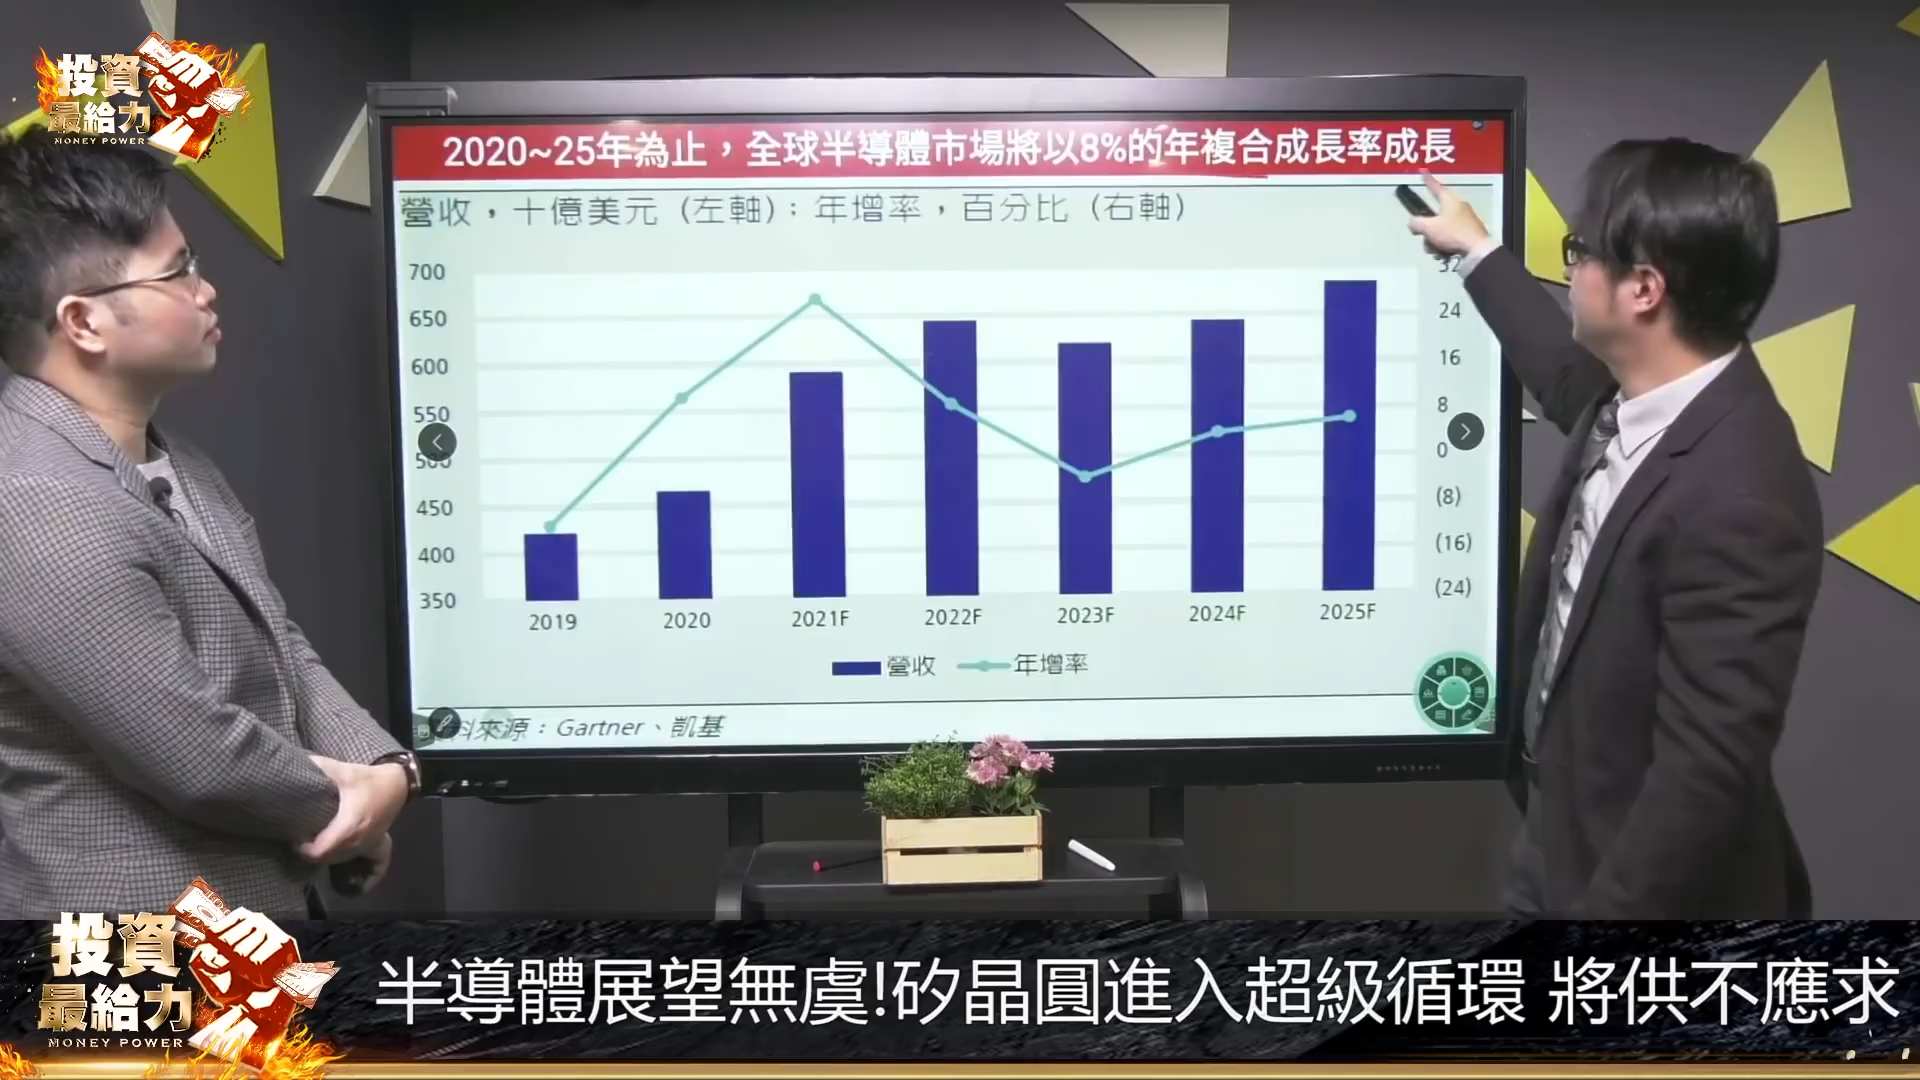 投資
最給力
MONEY POWER
2020~25年為止，全球半導體市場將以8%的年複合成長率成長
營收，十億美元 (左軸)；年增率，百分比 (右軸)
700
650
600
550
500
450
400
350
32
24
16
8
0
(8)
(16)
(24)
2019
2020
2021F
2022F
2023F
2024F
2025F
營收
年增率
料來源：Gartner、凱基
投資
最給力
MONEY POWER
半導體展望無虞!矽晶圓進入超級循環 將供不應求